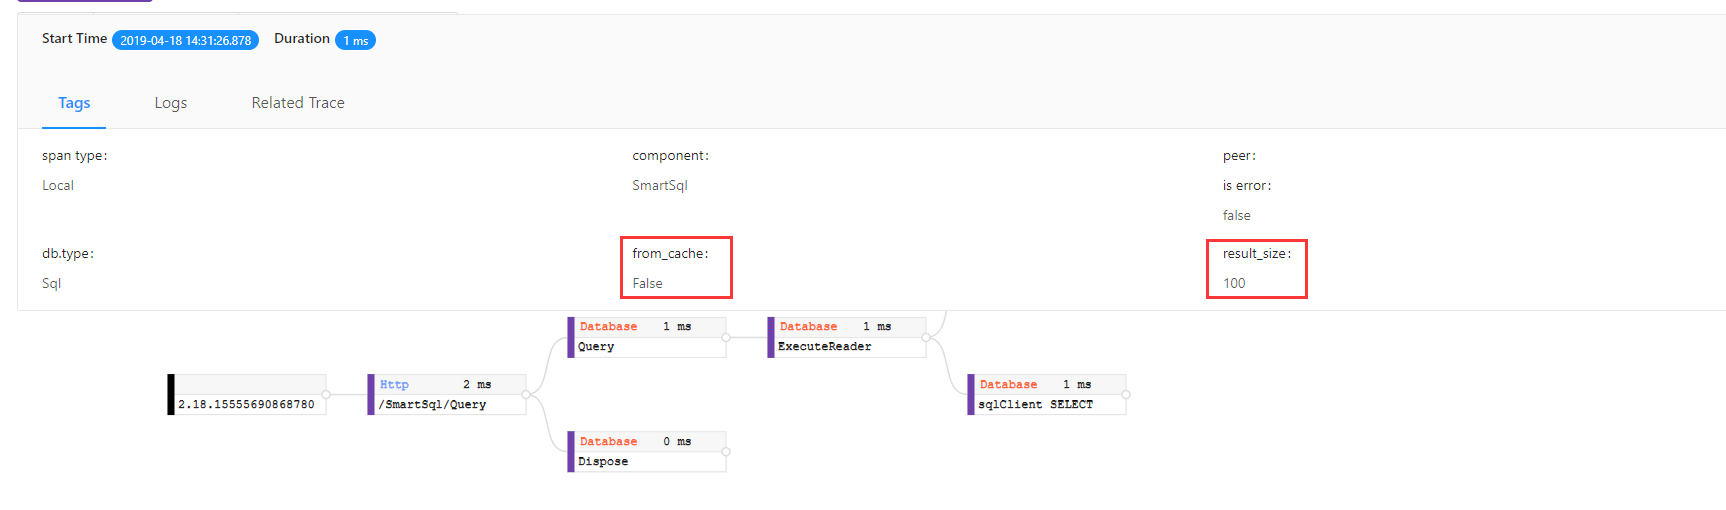 Start Time 2019-04-18 14:31:26.878 Duration 1 ms
Tags Logs Related Trace
span type: component: peer:
Local SmartSql is error:
false
db.type: from_cache: result_size:
Sql False 100
Database 1 ms Database 1 ms
Query ExecuteReader
Http 2 ms Database 1 ms
2.18.15555690868780 /SmartSql/Query sqlClient SELECT
Database 0 ms
Dispose